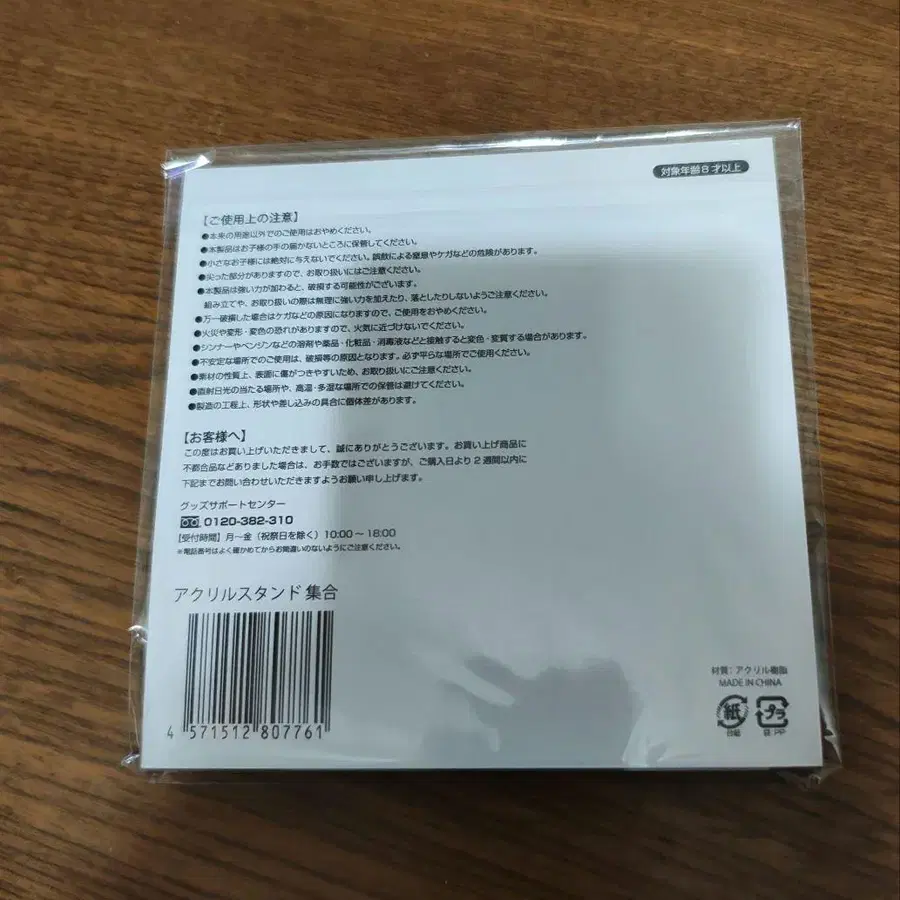 対象年齢8才以上
【ご使用上の注意】
●本来の用途以外でのご使用はおやめください。
●本製品はお子様の手の届かないところに保管してください。
●小さなお子様には絶対に与えないでください。誤飲による窒息やケガなどの危険があります。
●尖った部分がありますので、お取り扱いにはご注意ください。
●本製品は強い力が加わると、破損する可能性がございます。
組み立てや、お取り扱いの際は無理に強い力を加えたり、落としたりしないようご注意ください。
●万一破損した場合はケガなどの原因になりますので、ご使用をおやめください。
●火災や変形・変色の恐れがありますので、火気に近づけないでください。
●シンナーやベンジンなどの溶剤や薬品・化粧品・消毒液などと接触すると変色・変質する場合があります。
●不安定な場所でのご使用は、破損等の原因となります。必ず平らな場所でご使用ください。
●素材の性質上、表面に傷がつきやすいため、お取り扱いにご注意ください。
●直射日光の当たる場所や、高温・多湿な場所での保管は避けてください。
●製造の工程上、形状や差し込みの具合に個体差があります。
【お客様へ】
この度はお買い上げいただきまして、誠にありがとうございます。お買い上げ商品に
不都合品などありました場合は、お手数ではございますが、ご購入日より2週間以内に
下記までお問い合わせいただきますようお願い申し上げます。
グッズサポートセンター
0120-382-310
【受付時間】月～金（祝祭日を除く）10:00～18:00
※電話番号はよく確かめてからお間違いのないようにご注意ください。
アクリルスタンド 集合
4 571512 807761
材質：アクリル樹脂
MADE IN CHINA
紙 プラ
台紙 袋:PP